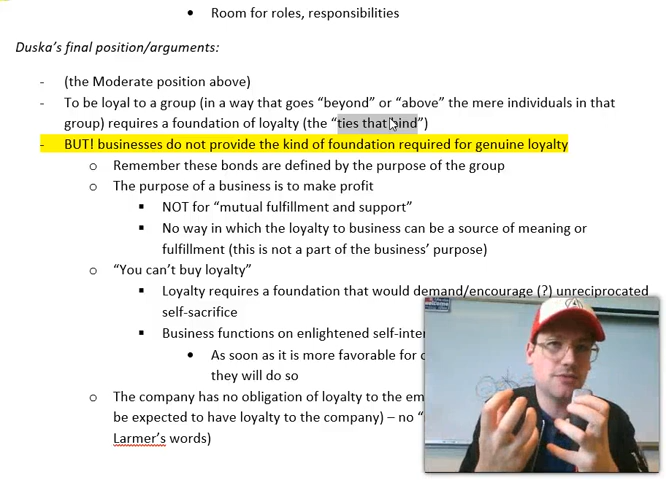 • Room for roles, responsibilities
Duska's final position/arguments:
- (the Moderate position above)
- To be loyal to a group (in a way that goes "beyond" or "above" the mere individuals in that
group) requires a foundation of loyalty (the "ties that bind")
- BUT! businesses do not provide the kind of foundation required for genuine loyalty
o Remember these bonds are defined by the purpose of the group
o The purpose of a business is to make profit
▪ NOT for "mutual fulfillment and support"
▪ No way in which the loyalty to business can be a source of meaning or
fulfillment (this is not a part of the business' purpose)
o "You can't buy loyalty"
▪ Loyalty requires a foundation that would demand/encourage (?) unreciprocated
self-sacrifice
▪ Business functions on enlightened
• As soon as it is more favorable for
they will do so
o The company has no obligation of loyalty to the
be expected to have loyalty to the company) – no "
Larmer's words)